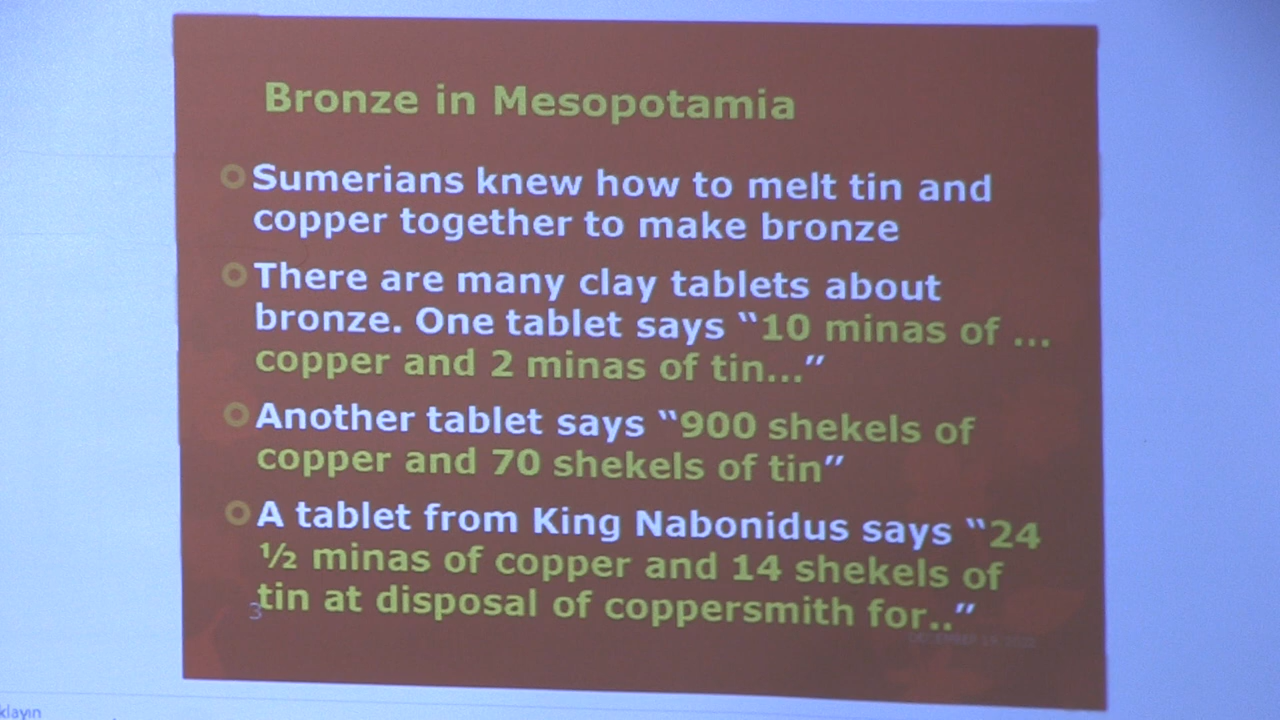 Bronze in Mesopotamia
Sumerians knew how to melt tin and
copper together to make bronze
There are many clay tablets about
bronze. One tablet says “10 minas of ...
copper and 2 minas of tin...”
Another tablet says “900 shekels of
copper and 70 shekels of tin”
A tablet from King Nabonidus says “24
½ minas of copper and 14 shekels of
tin at disposal of coppersmith for..”
3
klayın